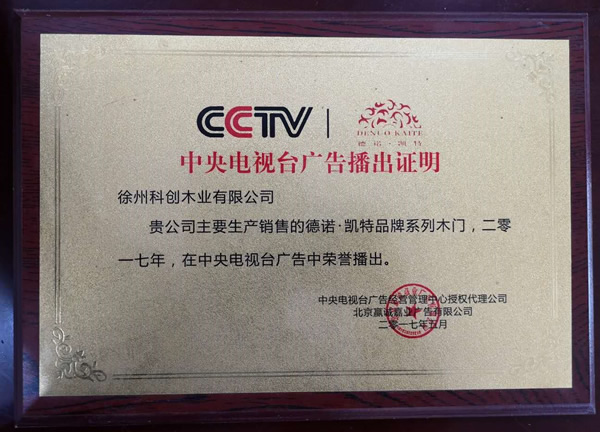 CCTV
DENUO KAITE
德诺·凯特
中央电视台广告播出证明
徐州科创木业有限公司
贵公司主要生产销售的德诺·凯特品牌系列木门，二零
一七年，在中央电视台广告中荣誉播出。
中央电视台广告经营管理中心授权代理公司
北京赢诚嘉业广告有限公司
二零一七年五月